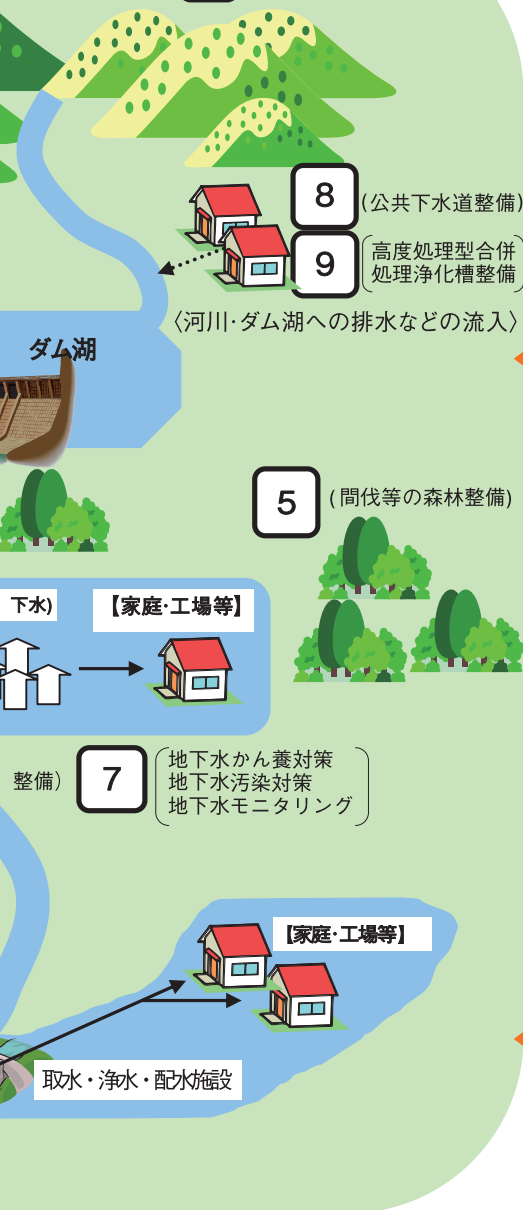 8
(公共下水道整備)
9
高度処理型合併
処理浄化槽整備
〈河川・ダム湖への排水などの流入〉
ダム湖
5
(間伐等の森林整備)
下水)
【家庭・工場等】
整備)
7
地下水かん養対策
地下水汚染対策
地下水モニタリング
【家庭・工場等】
取水・浄水・配水施設